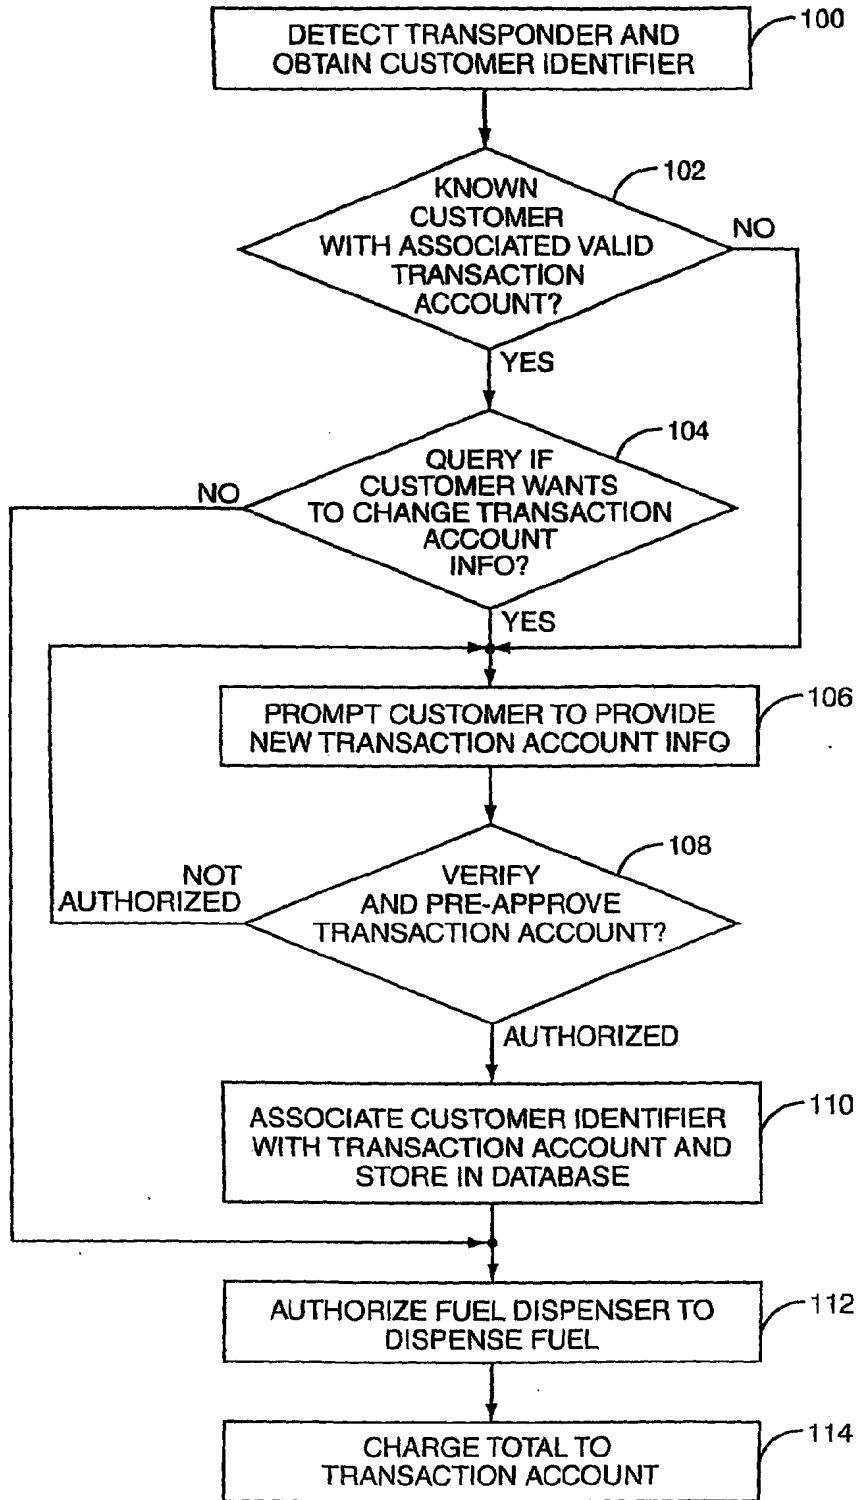 100
DETECT TRANSPONDER AND
OBTAIN CUSTOMER IDENTIFIER
102
KNOWN
CUSTOMER
WITH ASSOCIATED VALID
TRANSACTION
ACCOUNT?
NO
YES
104
QUERY IF
CUSTOMER WANTS
TO CHANGE TRANSACTION
ACCOUNT
INFO?
NO
YES
106
PROMPT CUSTOMER TO PROVIDE
NEW TRANSACTION ACCOUNT INFO
108
VERIFY
AND PRE-APPROVE
TRANSACTION ACCOUNT?
NOT
AUTHORIZED
AUTHORIZED
110
ASSOCIATE CUSTOMER IDENTIFIER
WITH TRANSACTION ACCOUNT AND
STORE IN DATABASE
112
AUTHORIZE FUEL DISPENSER TO
DISPENSE FUEL
114
CHARGE TOTAL TO
TRANSACTION ACCOUNT